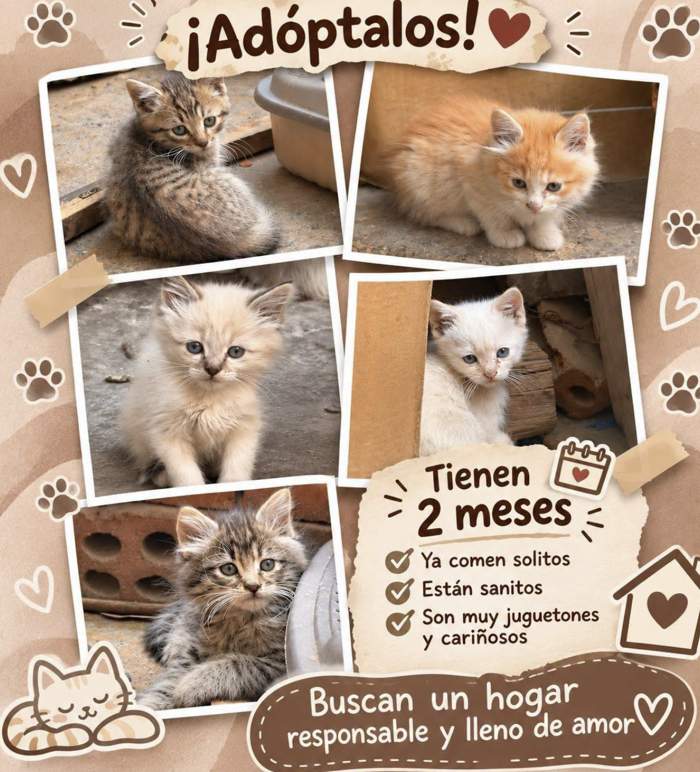 ¡Adóptalos!
Tienen
2 meses
Ya comen solitos
Están sanitos
Son muy juguetones
y cariñosos
Buscan un hogar
responsable y lleno de amor